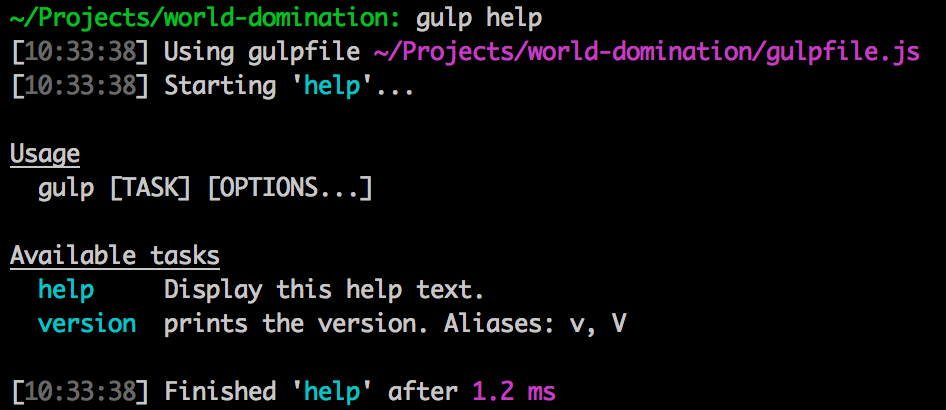 ~/Projects/world-domination: gulp help
[10:33:38] Using gulpfile ~/Projects/world-domination/gulpfile.js
[10:33:38] Starting 'help'...
Usage
gulp [TASK] [OPTIONS...]
Available tasks
help Display this help text.
version prints the version. Aliases: v, V
[10:33:38] Finished 'help' after 1.2 ms